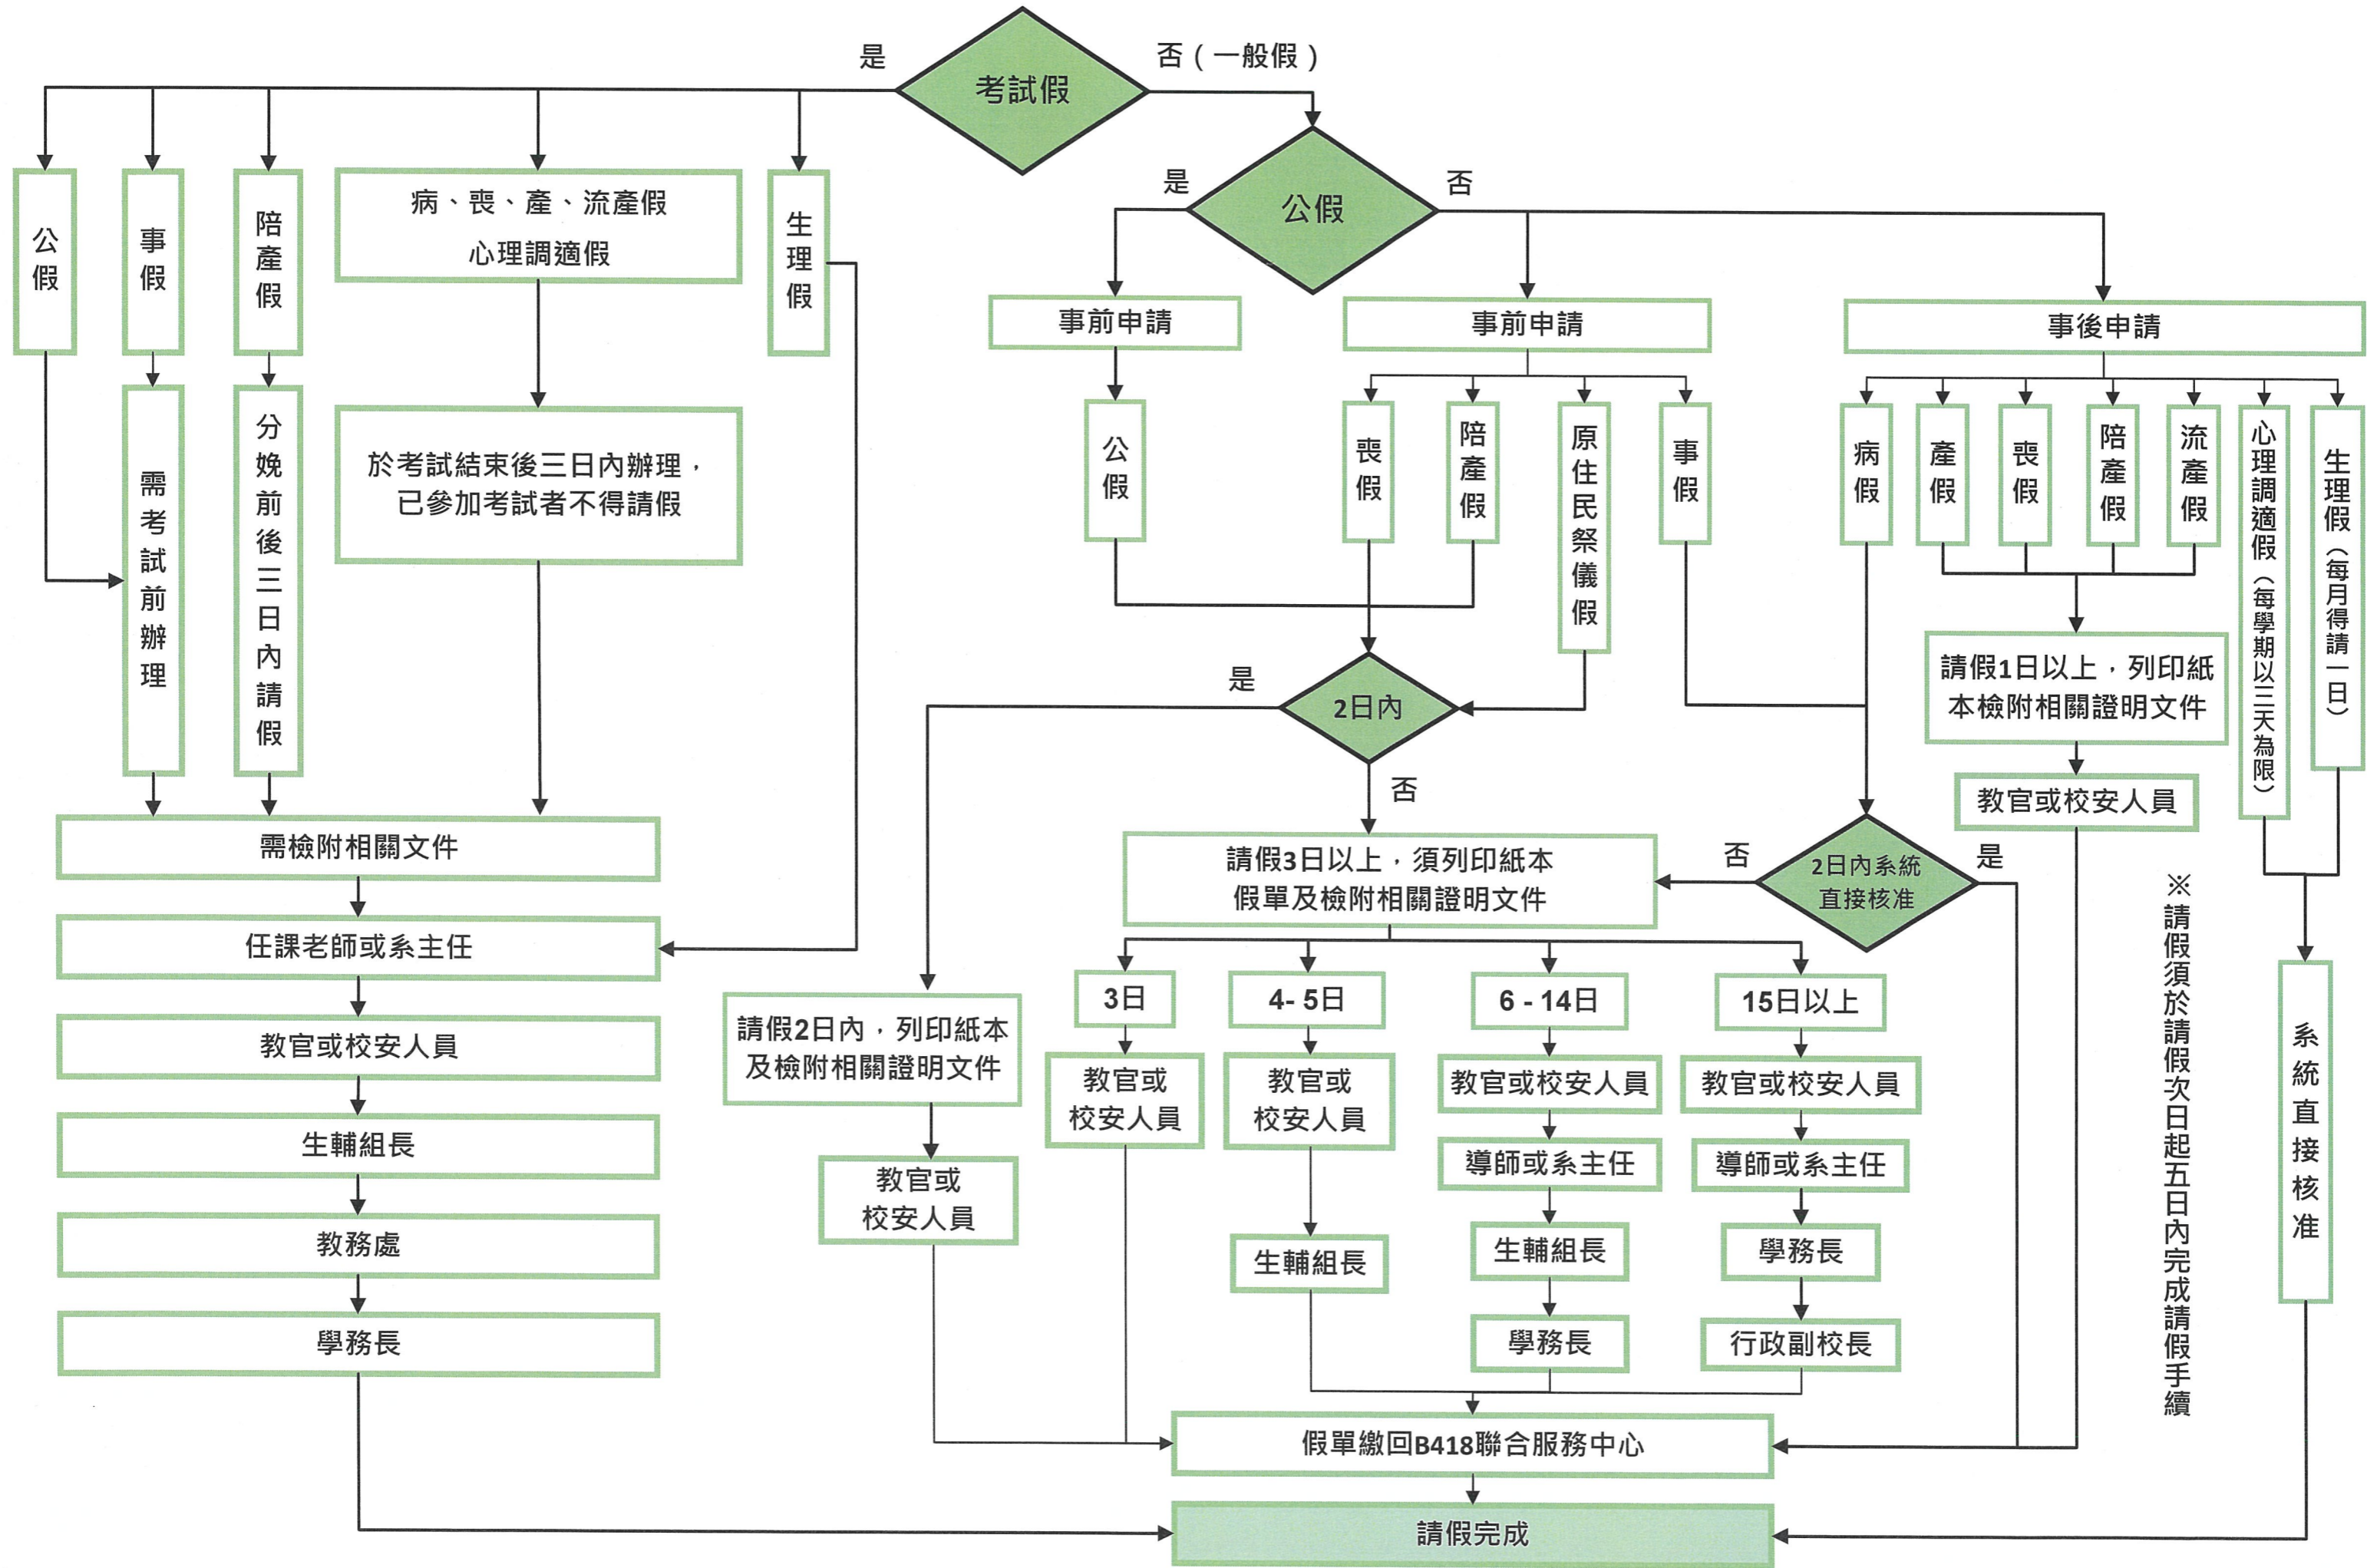 考試假
是
否（一般假）
公假
事假
陪產假
病、喪、產、流產假
心理調適假
生理假
公假
是
否
需考試前辦理
分娩前後三日內請假
於考試結束後三日內辦理，
已參加考試者不得請假
事前申請
事前申請
事後申請
公假
喪假
陪產假
原住民祭儀假
事假
病假
產假
喪假
陪產假
流產假
心理調適假（每學期以三天為限）
生理假（每月得請一日）
2日內
是
否
請假1日以上，列印紙
本檢附相關證明文件
教官或校安人員
需檢附相關文件
任課老師或系主任
教官或校安人員
生輔組長
教務處
學務長
請假3日以上，須列印紙本
假單及檢附相關證明文件
否
2日內系統
直接核准
是
請假2日內，列印紙本
及檢附相關證明文件
教官或
校安人員
3日
教官或
校安人員
4- 5日
教官或
校安人員
生輔組長
6 - 14日
教官或校安人員
導師或系主任
生輔組長
學務長
15日以上
教官或校安人員
導師或系主任
學務長
行政副校長
※請假須於請假次日起五日內完成請假手續
系統直接核准
假單繳回B418聯合服務中心
請假完成